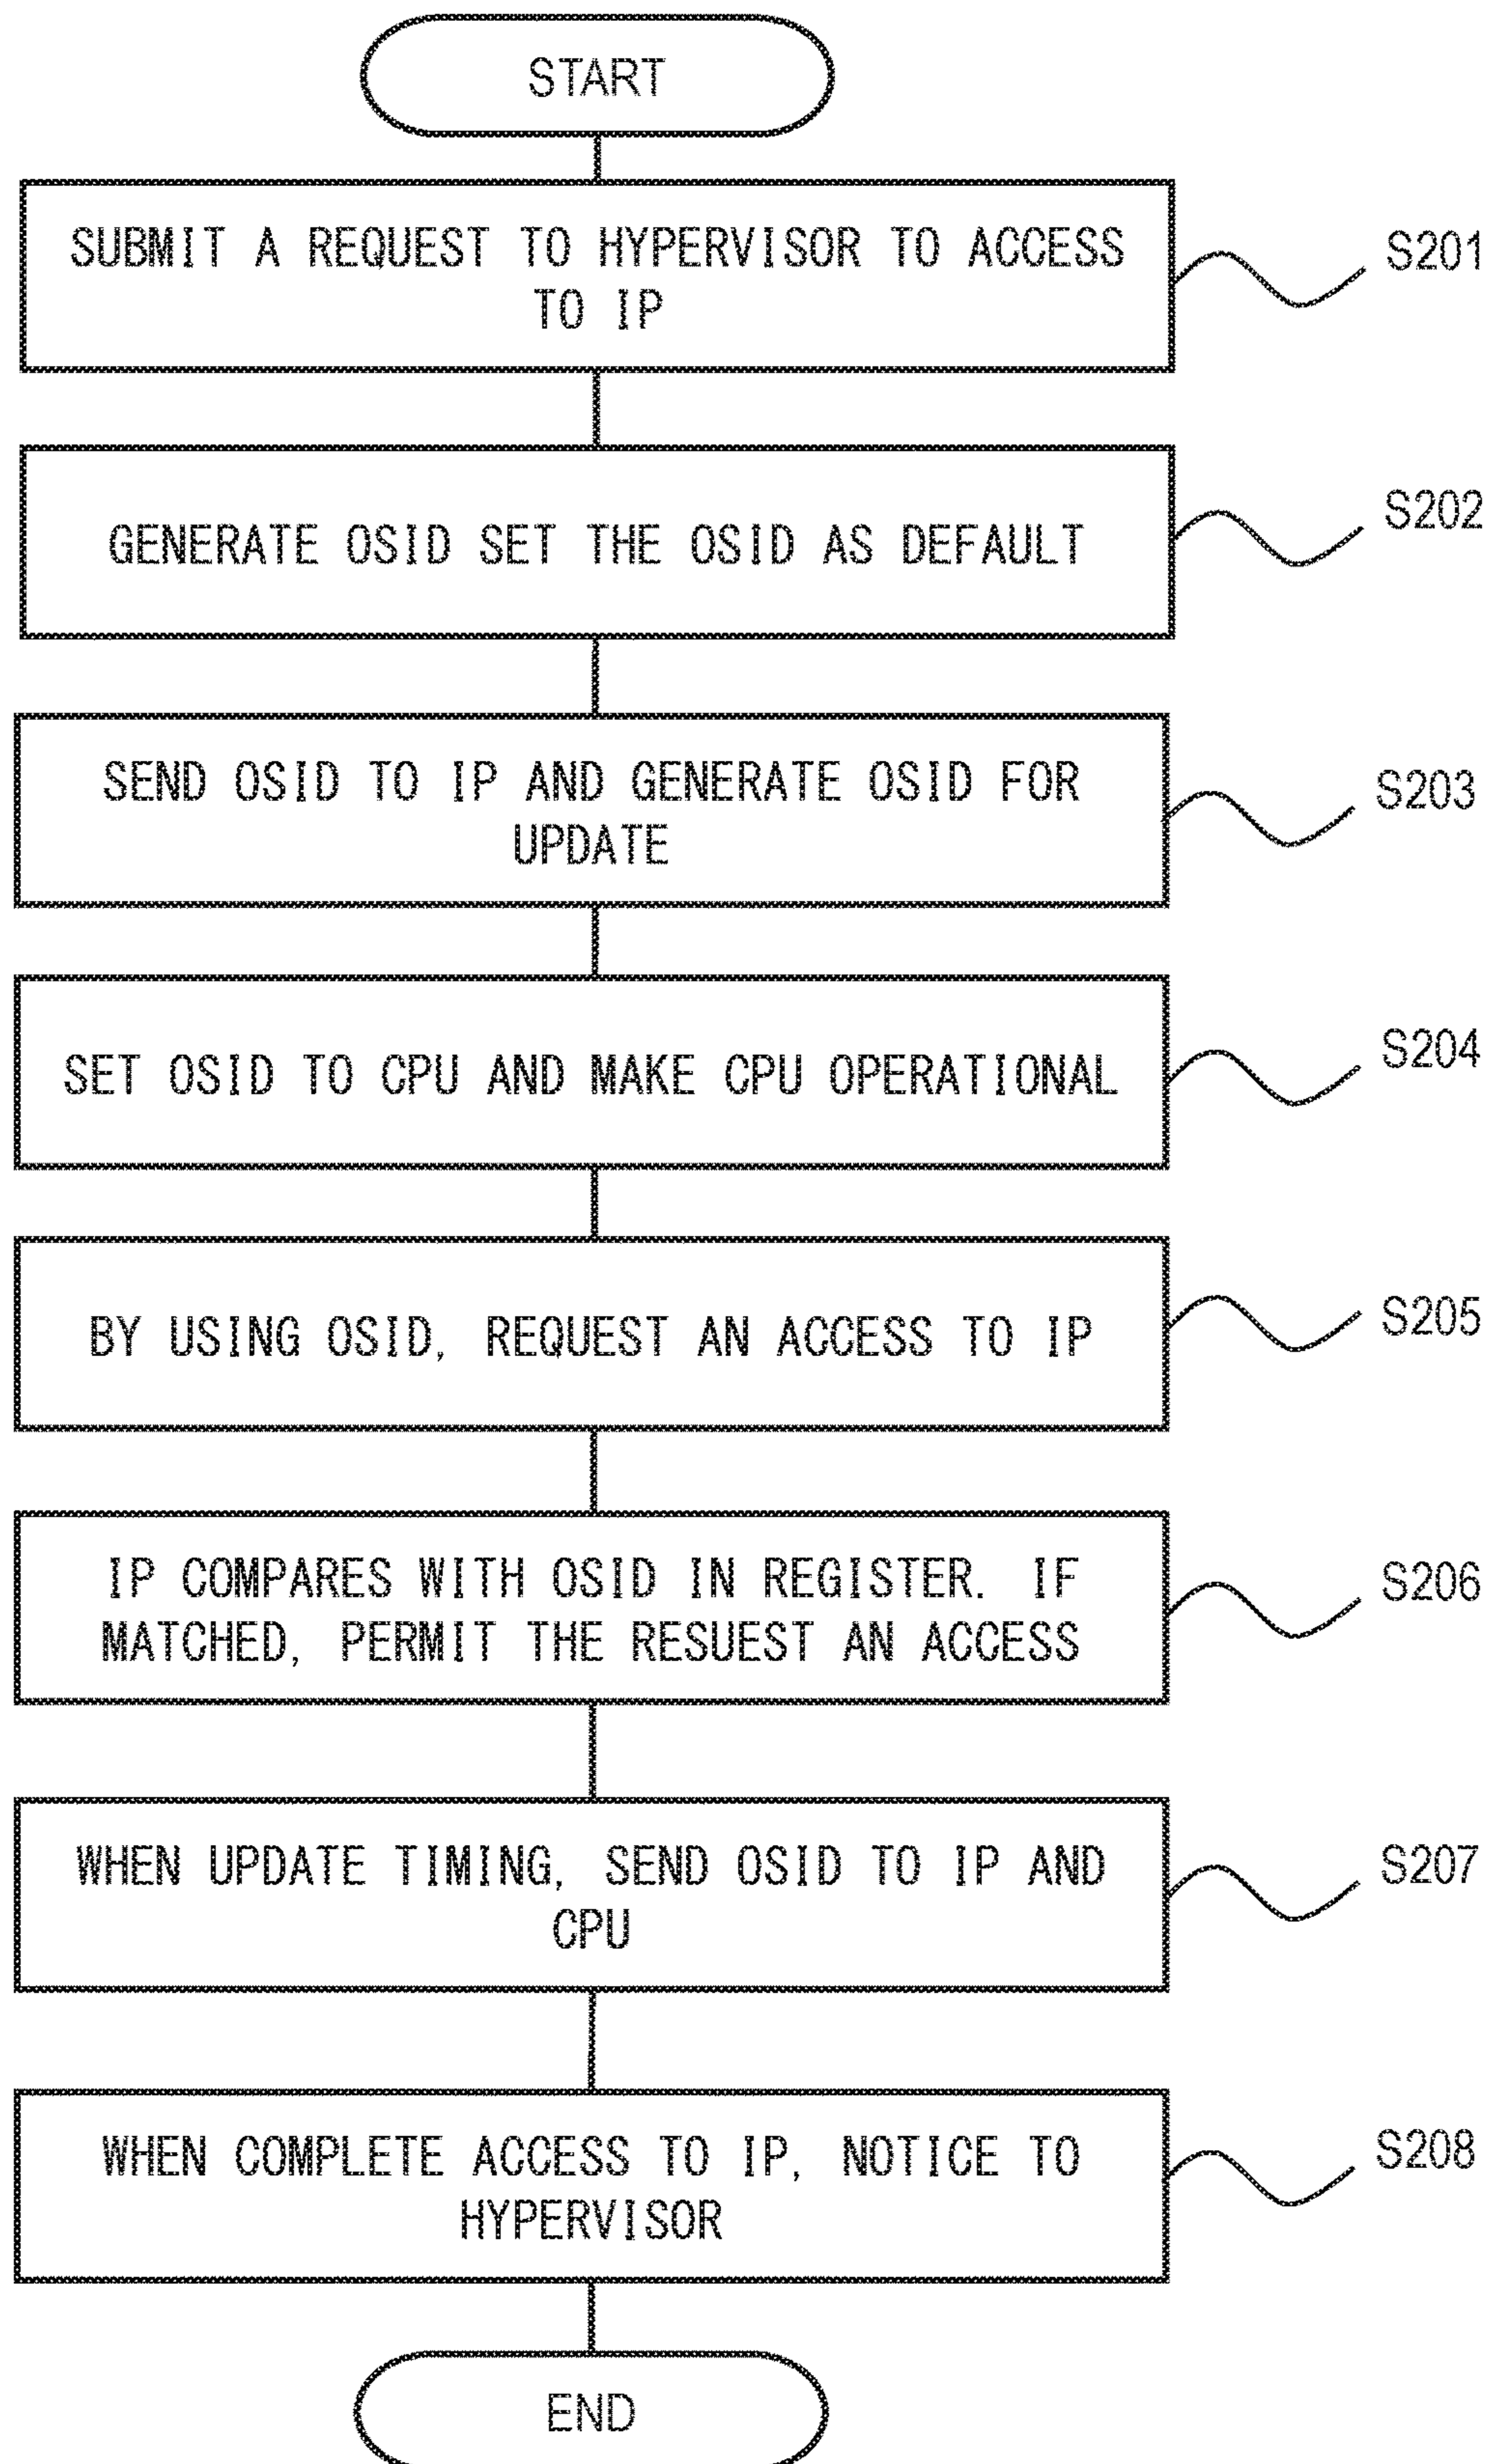 START
SUBMIT A REQUEST TO HYPERVISOR TO ACCESS
TO IP
S201
GENERATE OSID SET THE OSID AS DEFAULT
S202
SEND OSID TO IP AND GENERATE OSID FOR
UPDATE
S203
SET OSID TO CPU AND MAKE CPU OPERATIONAL
S204
BY USING OSID, REQUEST AN ACCESS TO IP
S205
IP COMPARES WITH OSID IN REGISTER. IF
MATCHED, PERMIT THE RESUEST AN ACCESS
S206
WHEN UPDATE TIMING, SEND OSID TO IP AND
CPU
S207
WHEN COMPLETE ACCESS TO IP, NOTICE TO
HYPERVISOR
S208
END